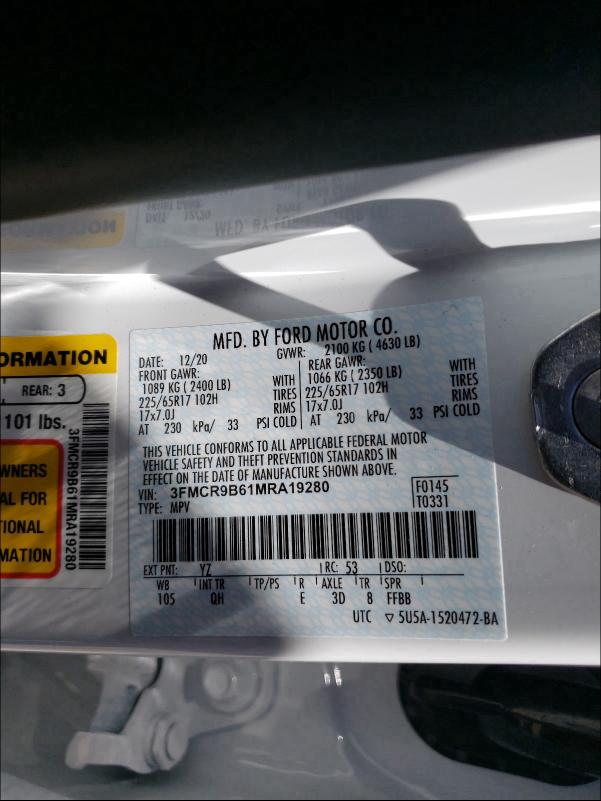 MFD. BY FORD MOTOR CO.
DATE: 12/20 GVWR: 2100 KG (4630 LB)
FRONT GAWR: REAR GAWR:
1089 KG (2400 LB) WITH 1066 KG (2350 LB) WITH
225/65R17 102H TIRES 225/65R17 102H TIRES
17x7.0J RIMS 17x7.0J RIMS
AT 230 kPa/ 33 PSI COLD AT 230 kPa/ 33 PSI COLD
THIS VEHICLE CONFORMS TO ALL APPLICABLE FEDERAL MOTOR
VEHICLE SAFETY AND THEFT PREVENTION STANDARDS IN
EFFECT ON THE DATE OF MANUFACTURE SHOWN ABOVE.
VIN: 3FMCR9B61MRA19280 F0145
TYPE: MPV T0331
EXT PNT: YZ RC: 53 DSO:
WB INT TR TP/PS R AXLE TR SPR
105 QH E 3D 8 FFBB
UTC ▽ 5U5A-1520472-BA
ORMATION
REAR: 3
101 lbs.
WNERS
AL FOR
TIONAL
RMATION
3FMCR9B61MRA19280